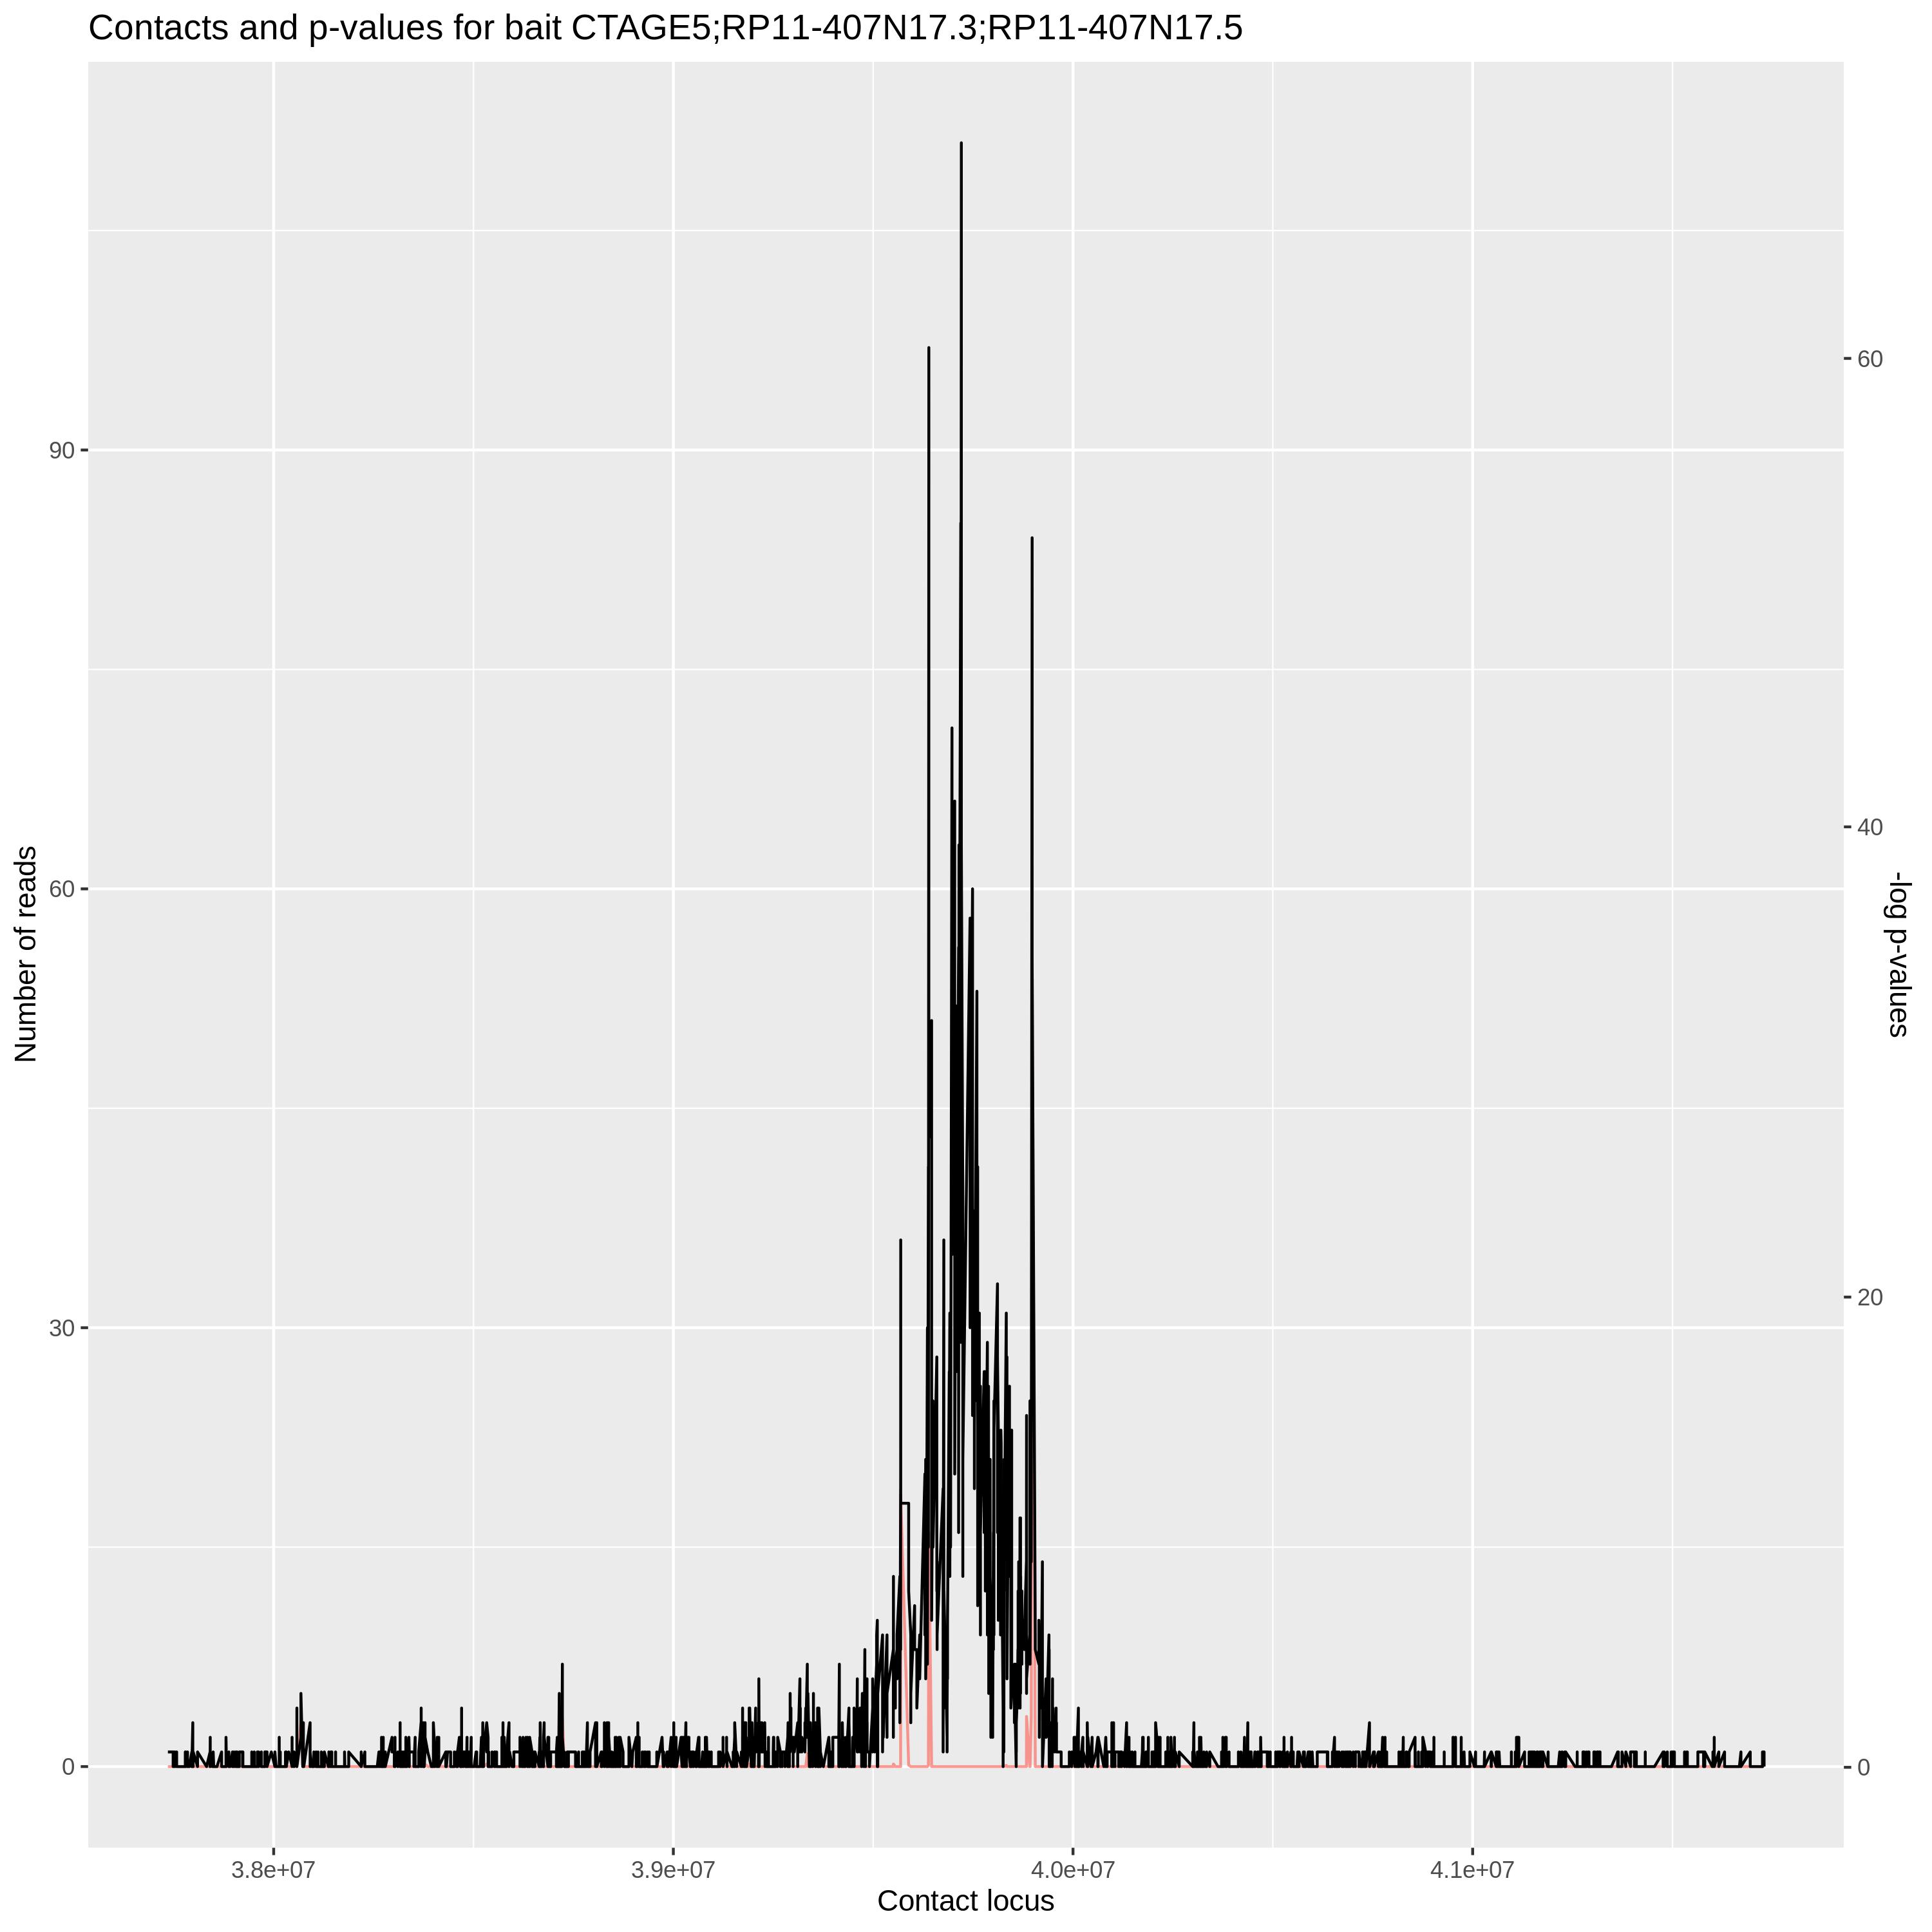 Contacts and p-values for bait CTAGE5;RP11-407N17.3;RP11-407N17.5
Number of reads
90
60
30
0
60
40
20
0
-log p-values
3.8e+07
3.9e+07
4.0e+07
4.1e+07
Contact locus